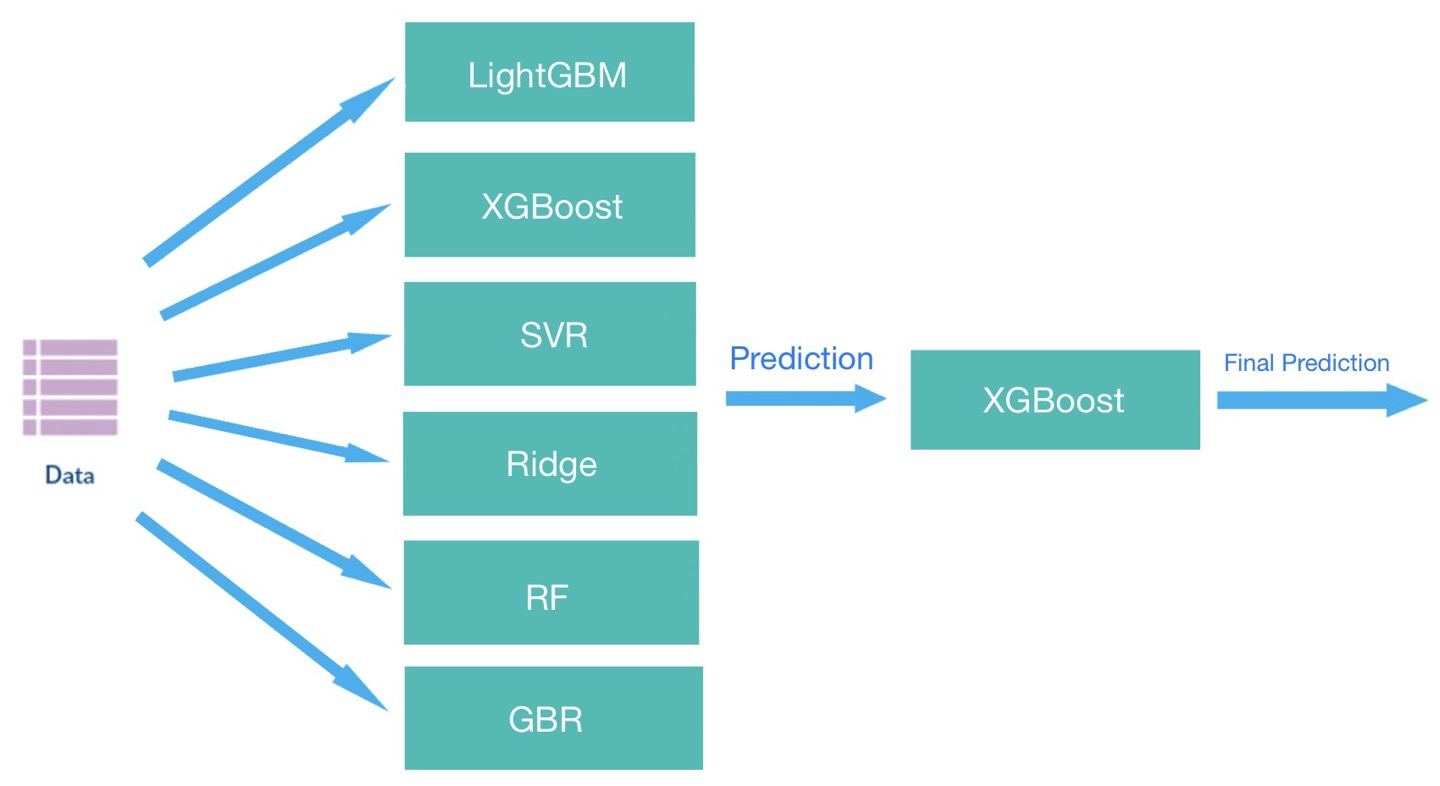 LightGBM
XGBoost
SVR
Ridge
RF
GBR
Data
Prediction
XGBoost
Final Prediction